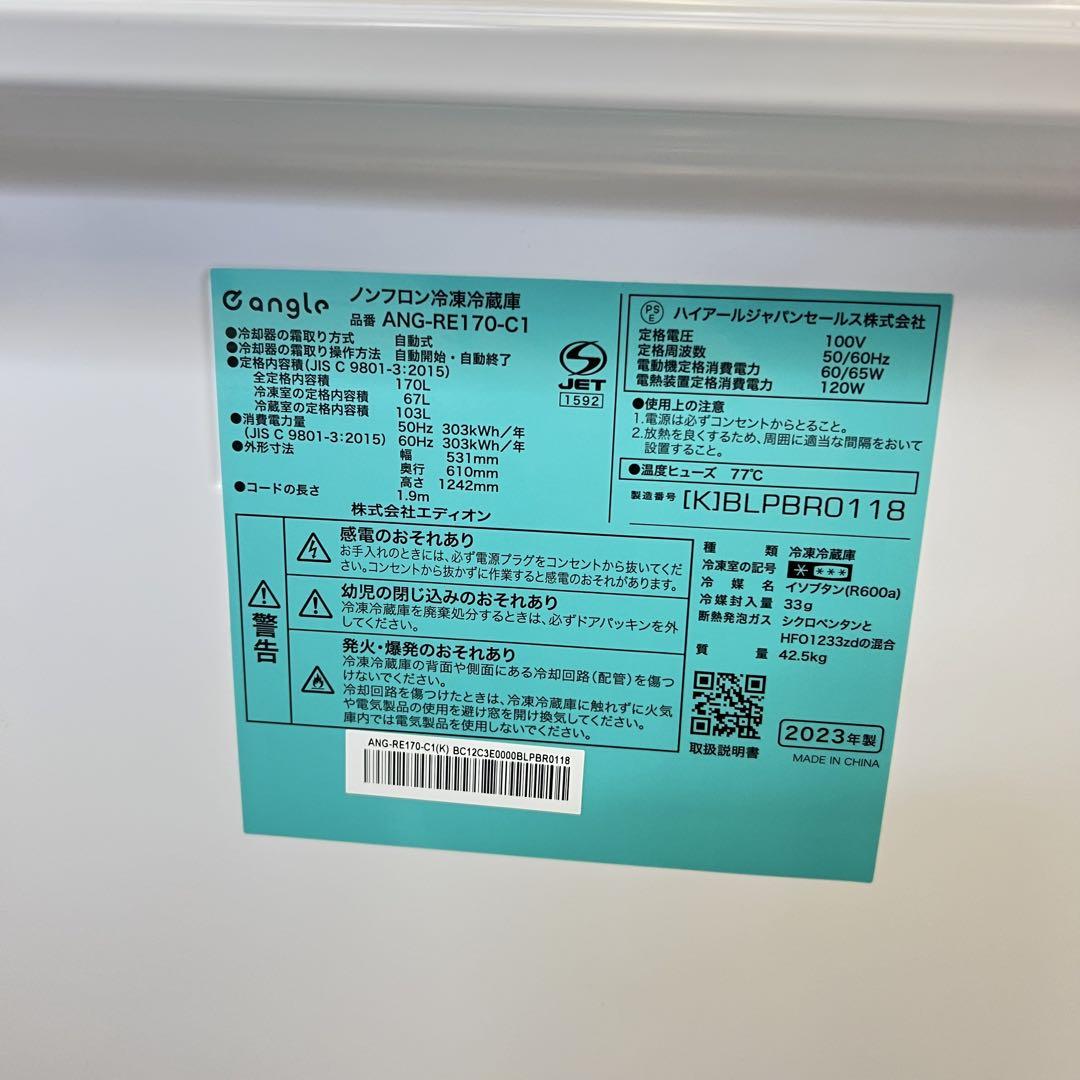 angle ノンフロン冷凍冷蔵庫
品番 ANG-RE170-C1
●冷却器の霜取り方式 自動式
●冷却器の霜取り操作方法 自動開始・自動終了
●定格内容積(JIS C 9801-3:2015)
全定格内容積 170L
冷凍室の定格内容積 67L
冷蔵室の定格内容積 103L
●消費電力量 50Hz 303kWh/年
(JIS C 9801-3:2015) 60Hz 303kWh/年
●外形寸法 幅 531mm
奥行 610mm
高さ 1242mm
●コードの長さ 1.9m
株式会社エディオン
JET
1592
PS
E
ハイアールジャパンセールス株式会社
定格電圧 100V
定格周波数 50/60Hz
電動機定格消費電力 60/65W
電熱装置定格消費電力 120W
●使用上の注意
1.電源は必ずコンセントからとること。
2.放熱を良くするため、周囲に適当な間隔をおいて
設置すること。
●温度ヒューズ 77℃
製造番号 [K]BLPBR0118
警告
感電のおそれあり
お手入れのときには、必ず電源プラグをコンセントから抜いてくだ
さい。コンセントから抜かずに作業すると感電のおそれがあります。
幼児の閉じ込みのおそれあり
冷凍冷蔵庫を廃棄処分するときは、必ずドアパッキンを外
してください。
発火・爆発のおそれあり
冷凍冷蔵庫の背面や側面にある冷却回路(配管)を傷つ
けないでください。
冷却回路を傷つけたときは、冷凍冷蔵庫に触れずに火気
や電気製品の使用を避け窓を開け換気してください。
庫内では電気製品を使用しないでください。
種類 冷凍冷蔵庫
冷凍室の記号 * ***
冷媒名 イソブタン(R600a)
冷媒封入量 33g
断熱発泡ガス シクロペンタンと
HFO1233zdの混合
質量 42.5kg
取扱説明書
2023年製
MADE IN CHINA
ANG-RE170-C1(K) BC12C3E0000BLPBR0118